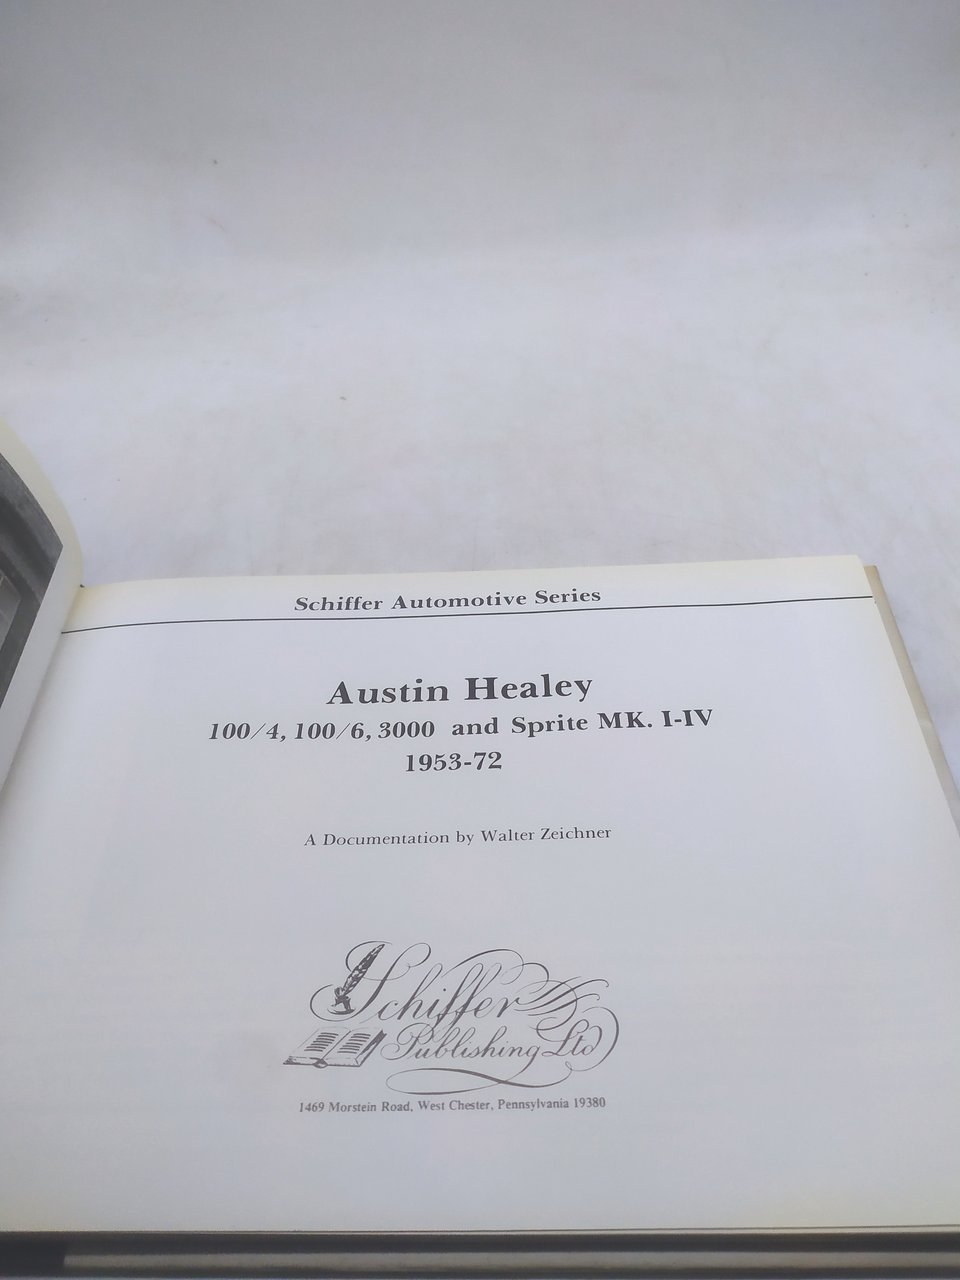 Schiffer Automotive Series
Austin Healey
100/4, 100/6, 3000 and Sprite MK. I-IV
1953-72
A Documentation by Walter Zeichner
Schiffer
Publishing Ltd
1469 Morstein Road, West Chester, Pennsylvania 19380